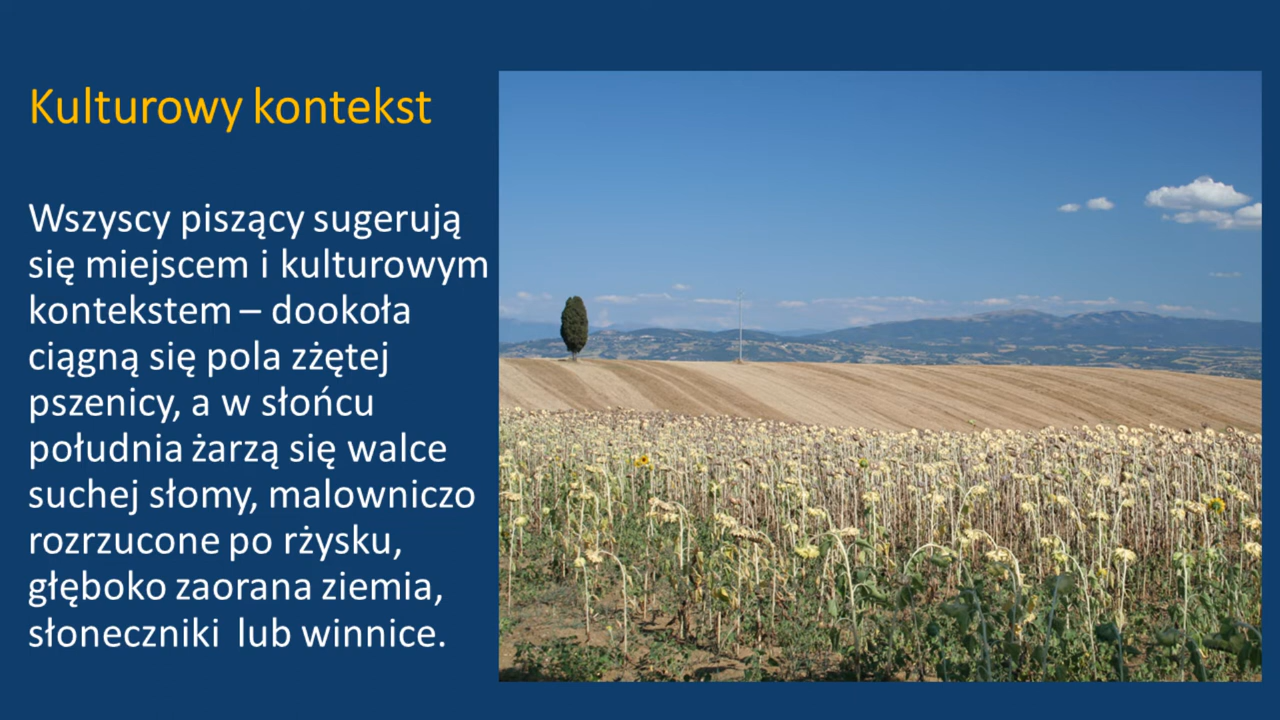 Kulturowy kontekst
Wszyscy piszący sugerują
się miejscem i kulturowym
kontekstem – dookoła
ciągną się pola zżętej
pszenicy, a w słońcu
południa żarzą się walce
suchej słomy, malowniczo
rozrzucone po rżysku,
głęboko zaorana ziemia,
słoneczniki lub winnice.